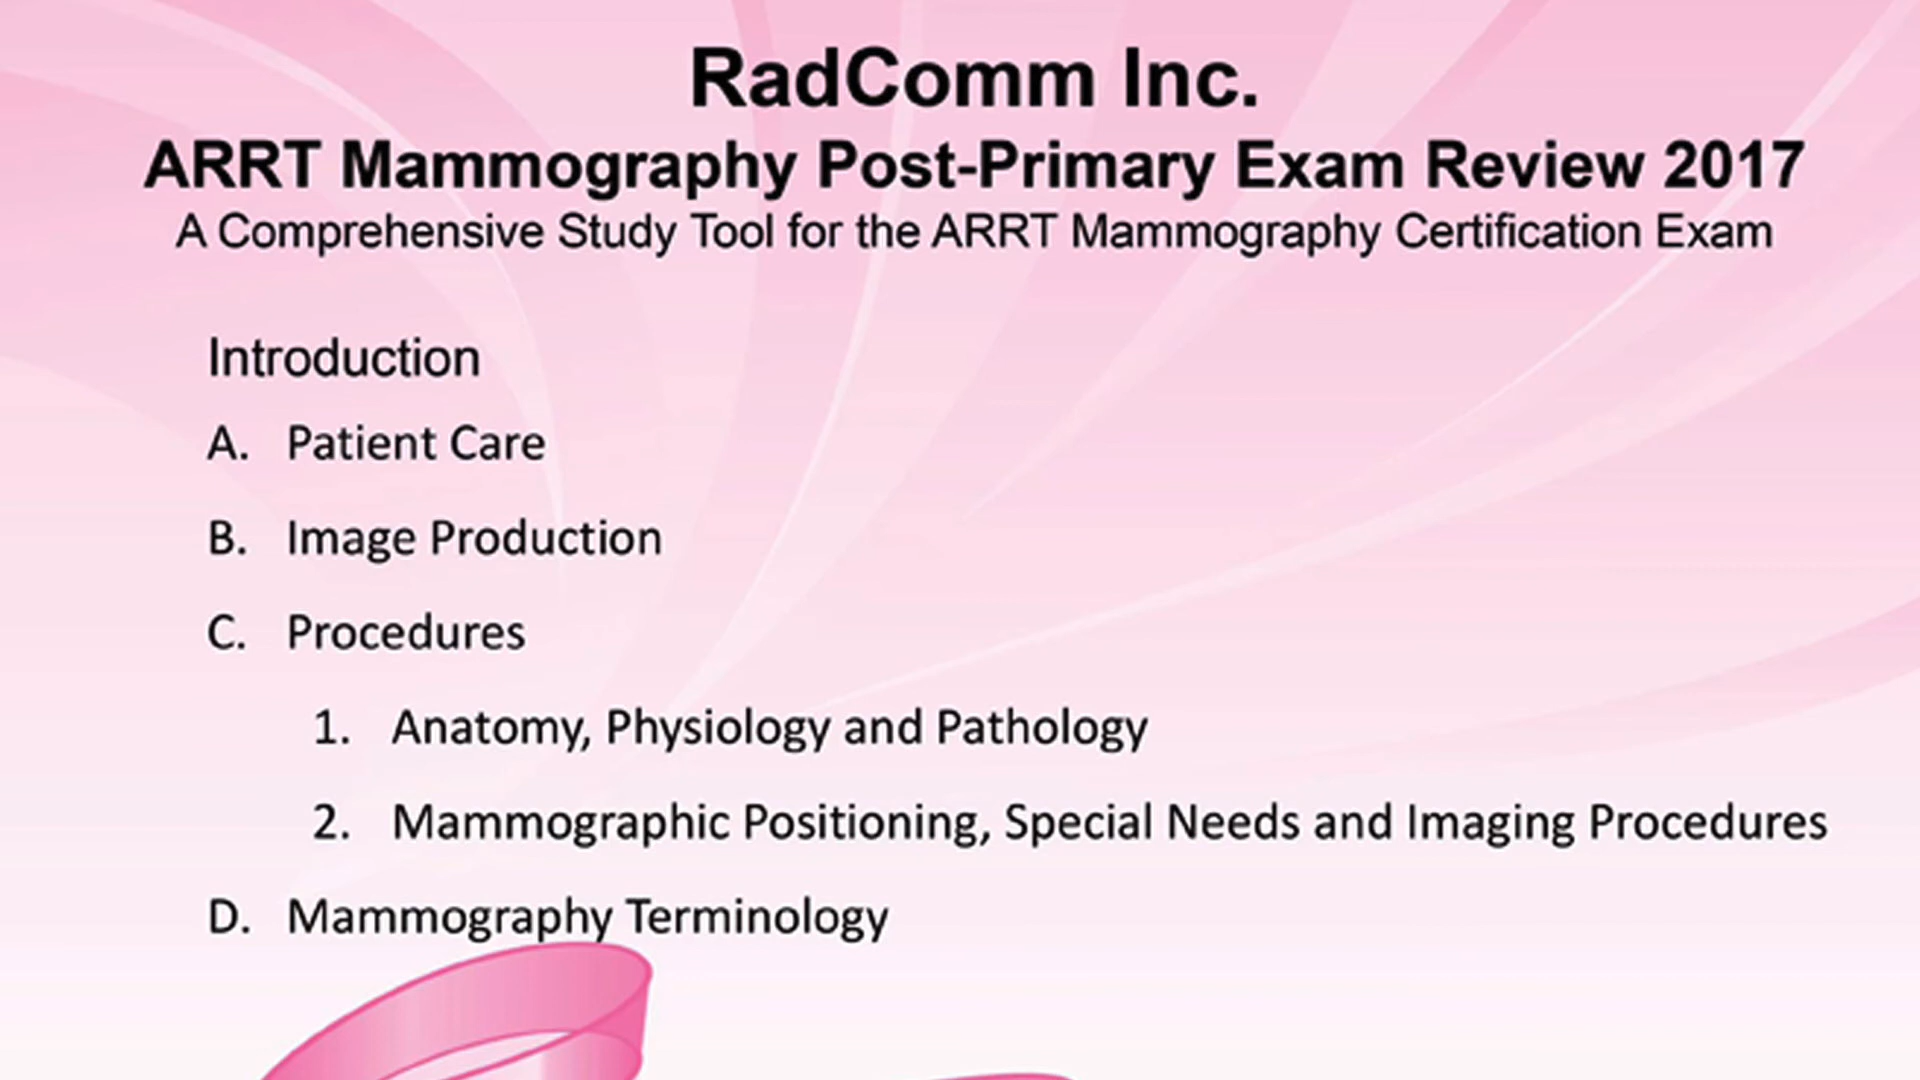 RadComm Inc.
ARRT Mammography Post-Primary Exam Review 2017
A Comprehensive Study Tool for the ARRT Mammography Certification Exam
Introduction
A. Patient Care
B. Image Production
C. Procedures
1. Anatomy, Physiology and Pathology
2. Mammographic Positioning, Special Needs and Imaging Procedures
D. Mammography Terminology